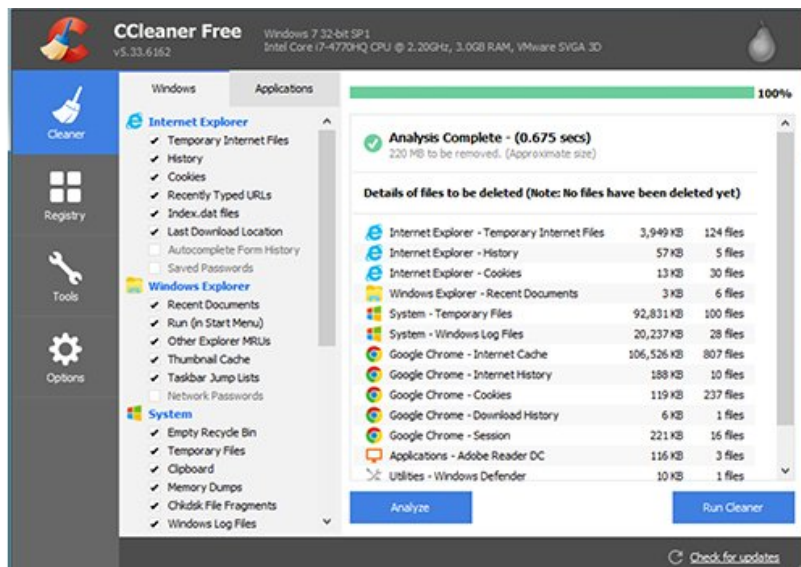 CCleaner Free
v5.33.6162
Windows 7 32-bit SP1
Intel Core i7-4770HQ CPU @ 2.20GHz, 3.0GB RAM, VMware SVGA 3D
Cleaner
Registry
Tools
Options
Windows Applications
Internet Explorer
Temporary Internet Files
History
Cookies
Recently Typed URLs
Index.dat files
Last Download Location
Autocomplete Form History
Saved Passwords
Windows Explorer
Recent Documents
Run (in Start Menu)
Other Explorer MRUs
Thumbnail Cache
Taskbar Jump Lists
Network Passwords
System
Empty Recycle Bin
Temporary Files
Clipboard
Memory Dumps
Chkdsk File Fragments
Windows Log Files
100%
Analysis Complete - (0.675 secs)
220 MB to be removed. (Approximate size)
Details of files to be deleted (Note: No files have been deleted yet)
Internet Explorer - Temporary Internet Files 3,949 KB 124 files
Internet Explorer - History 57 KB 5 files
Internet Explorer - Cookies 13 KB 30 files
Windows Explorer - Recent Documents 3 KB 6 files
System - Temporary Files 92,831 KB 100 files
System - Windows Log Files 20,237 KB 28 files
Google Chrome - Internet Cache 106,526 KB 807 files
Google Chrome - Internet History 188 KB 10 files
Google Chrome - Cookies 119 KB 237 files
Google Chrome - Download History 6 KB 1 files
Google Chrome - Session 221 KB 16 files
Applications - Adobe Reader DC 116 KB 3 files
Utilities - Windows Defender 10 KB 1 files
Analyze
Run Cleaner
Check for updates